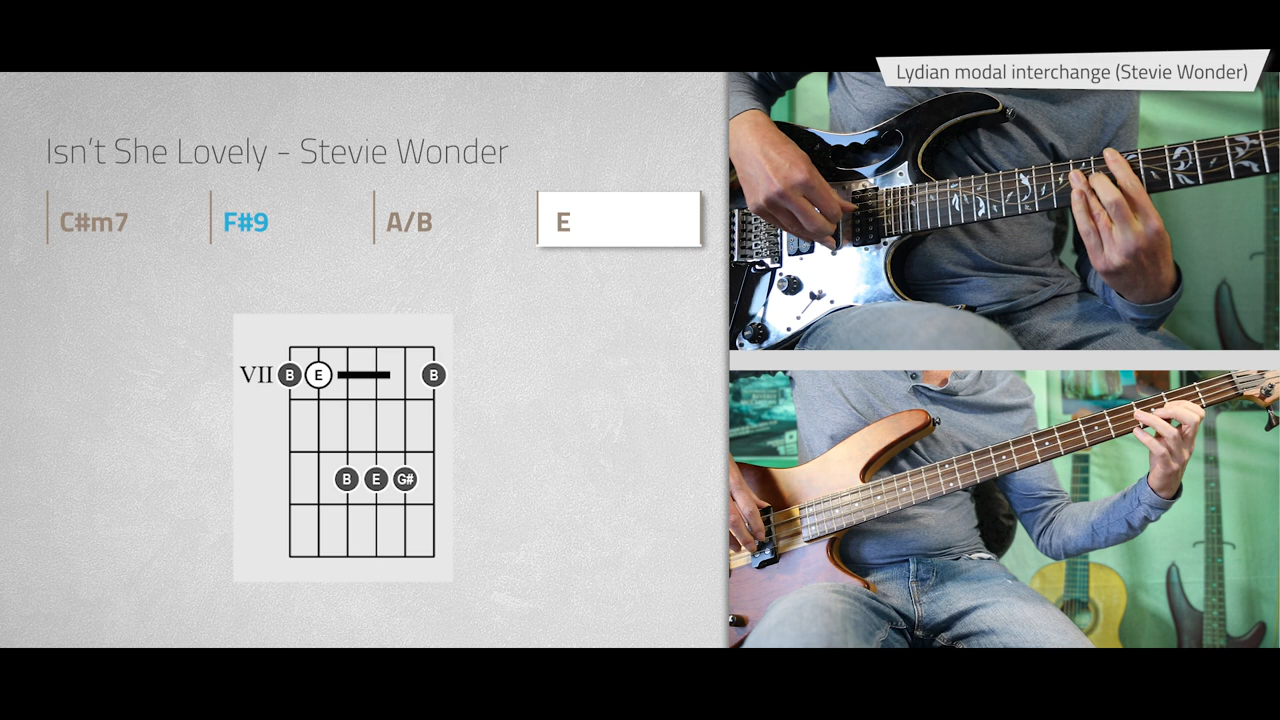 Lydian modal interchange (Stevie Wonder)
Isn't She Lovely - Stevie Wonder
C#m7 F#9 A/B E
VII B E B
B E G#